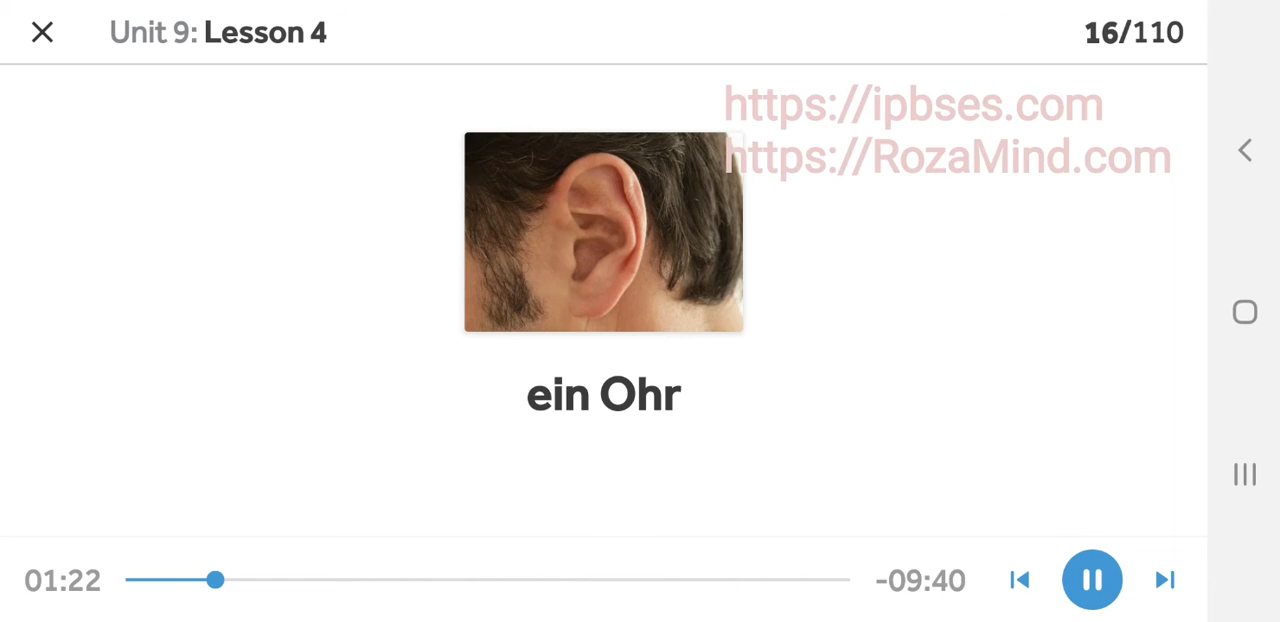 Unit 9: Lesson 4
16/110
https://ipbses.com
https://RozaMind.com
ein Ohr
01:22
-09:40